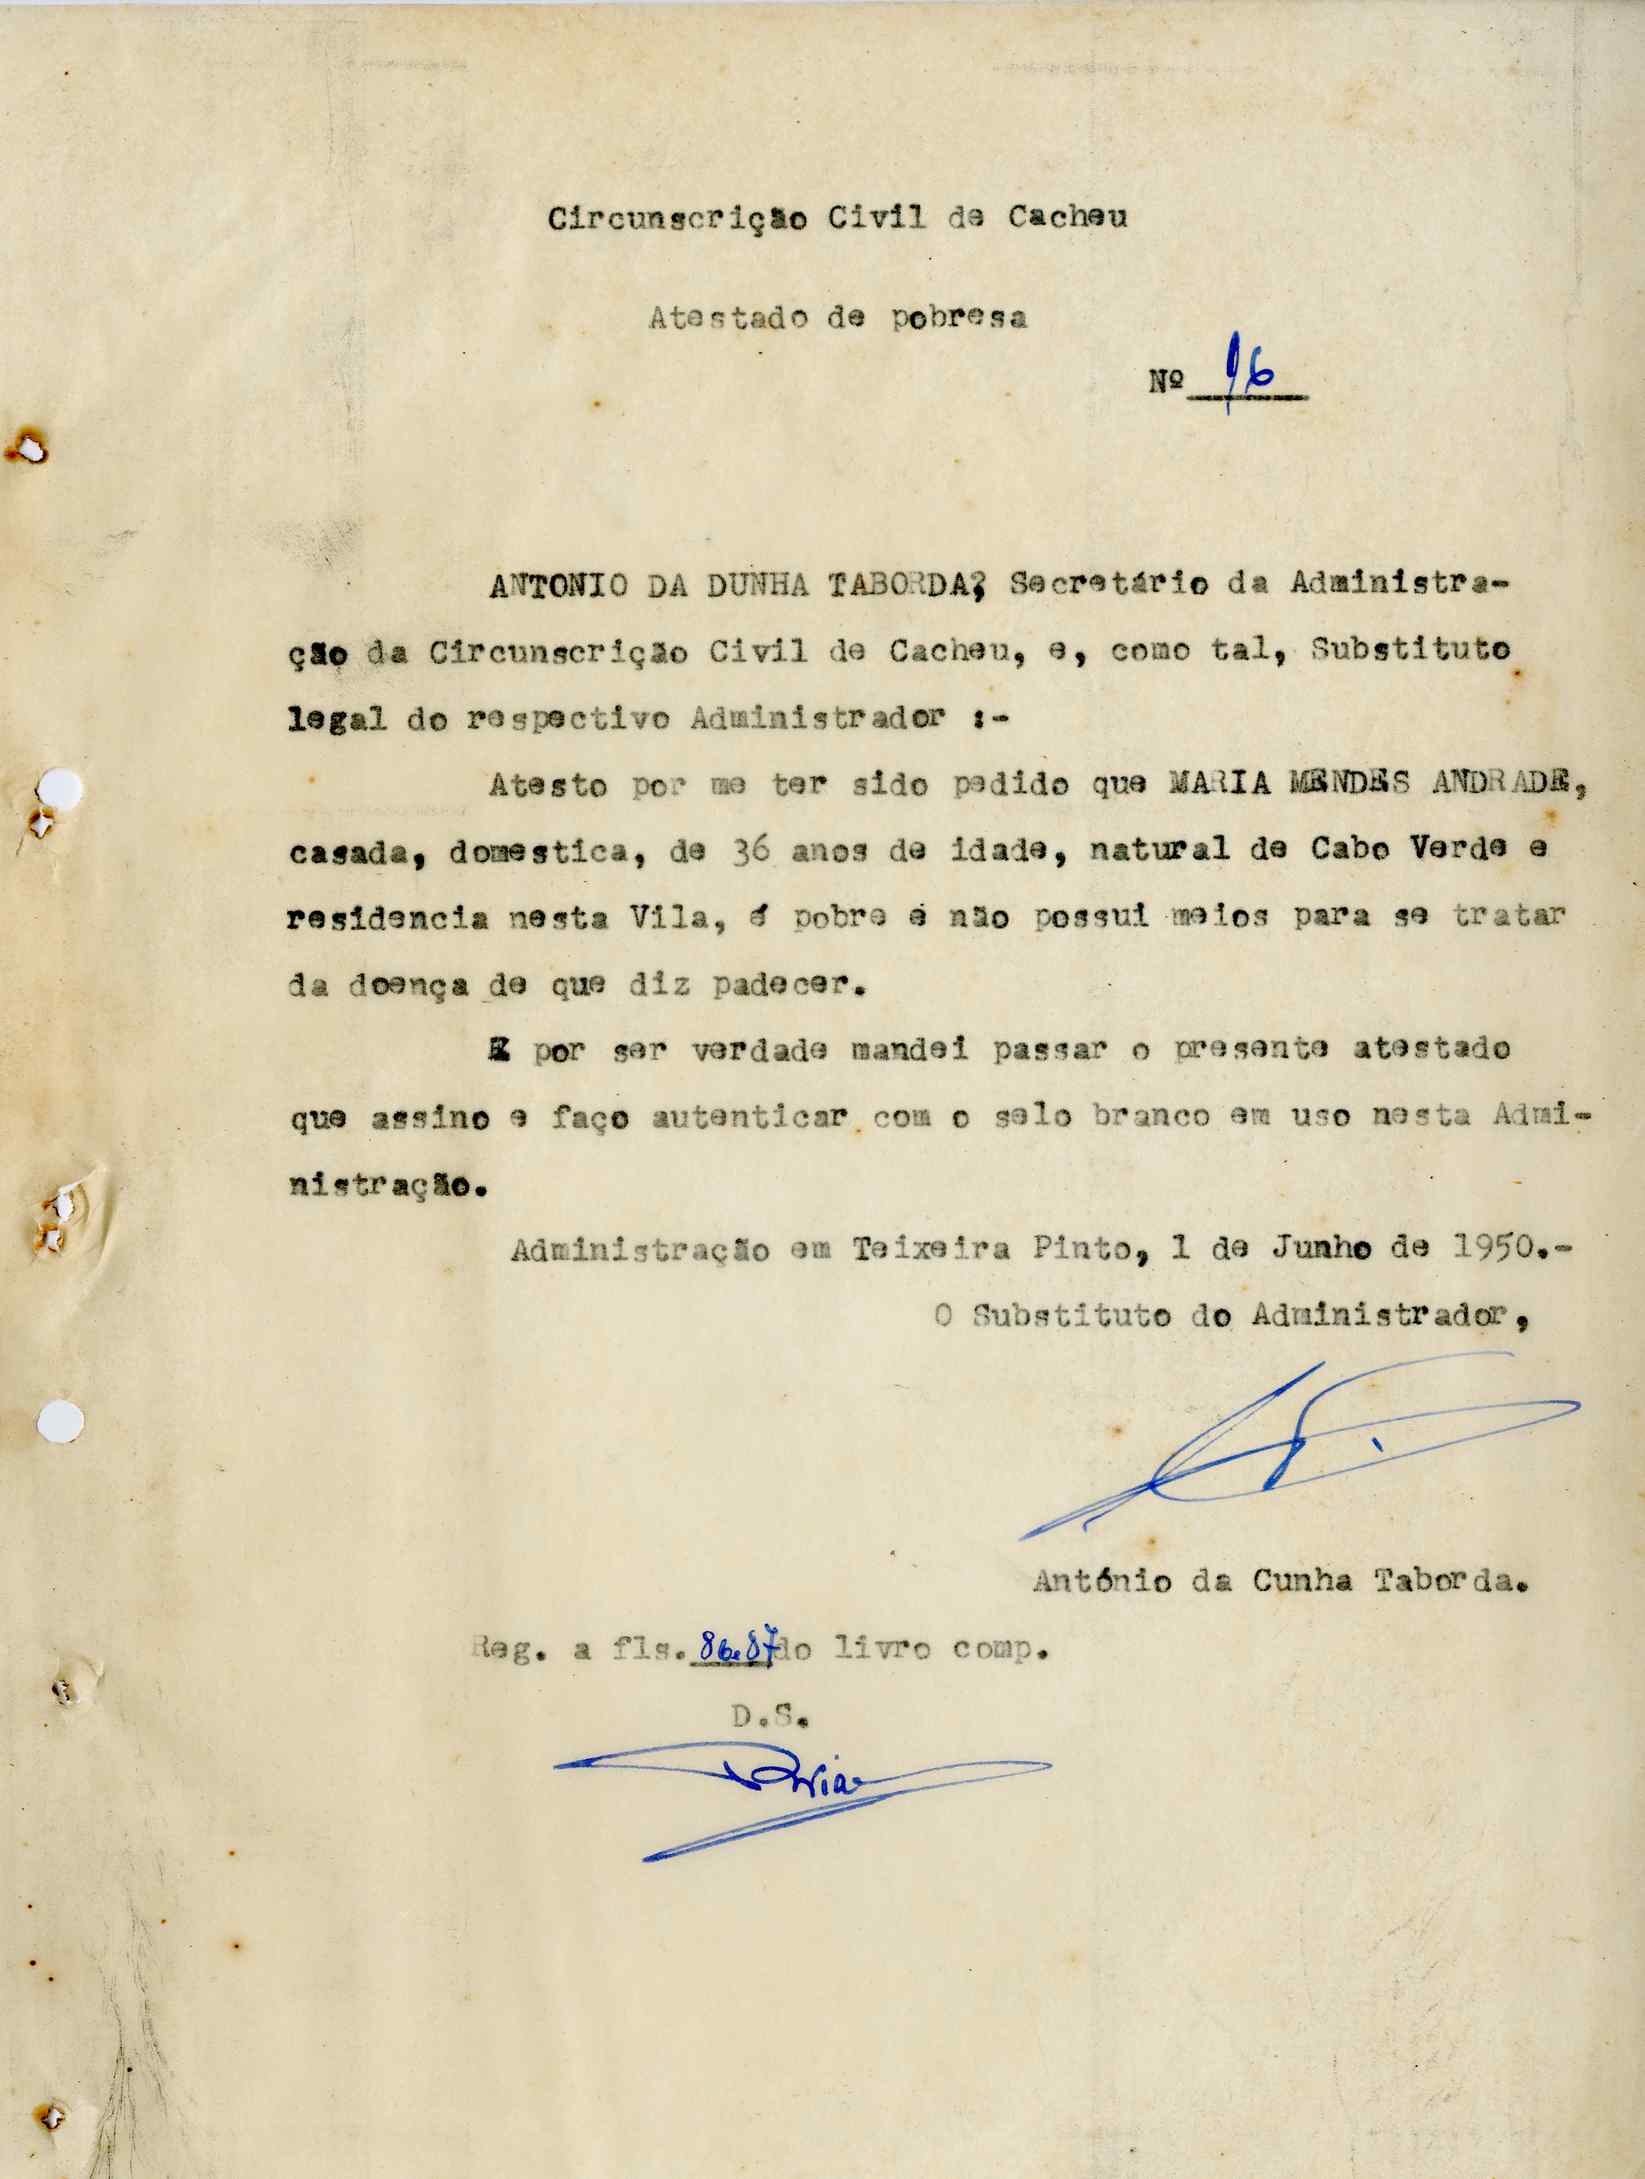 Circunscrição Civil de Cacheu
Atestado de pobresa
Nº 16
ANTONIO DA DUNHA TABORDA, Secretário da Administra-
ção da Circunscrição Civil de Cacheu, e, como tal, Substituto
legal do respectivo Administrador :-
Atesto por me ter sido pedido que MARIA MENDES ANDRADE,
casada, domestica, de 36 anos de idade, natural de Cabo Verde e
residencia nesta Vila, é pobre e não possui meios para se tratar
da doença de que diz padecer.
E por ser verdade mandei passar o presente atestado
que assino e faço autenticar com o selo branco em uso nesta Admi-
nistração.
Administração em Teixeira Pinto, 1 de Junho de 1950.-
O Substituto do Administrador,
António da Cunha Taborda.
Reg. a fls. 86.87 do livro comp.
D.S.